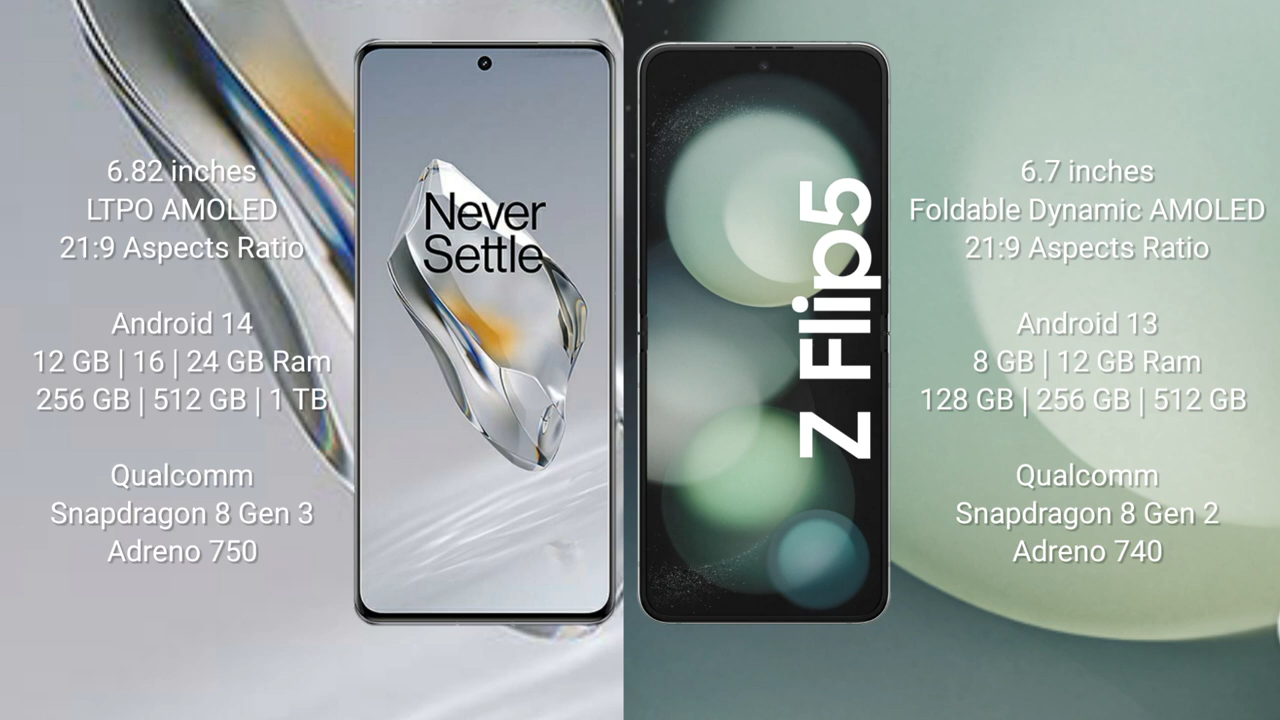 6.82 inches
LTPO AMOLED
21:9 Aspects Ratio
Android 14
12 GB | 16 | 24 GB Ram
256 GB | 512 GB | 1 TB
Qualcomm
Snapdragon 8 Gen 3
Adreno 750
Never
Settle
Z Flip5
6.7 inches
Foldable Dynamic AMOLED
21:9 Aspects Ratio
Android 13
8 GB | 12 GB Ram
128 GB | 256 GB | 512 GB
Qualcomm
Snapdragon 8 Gen 2
Adreno 740